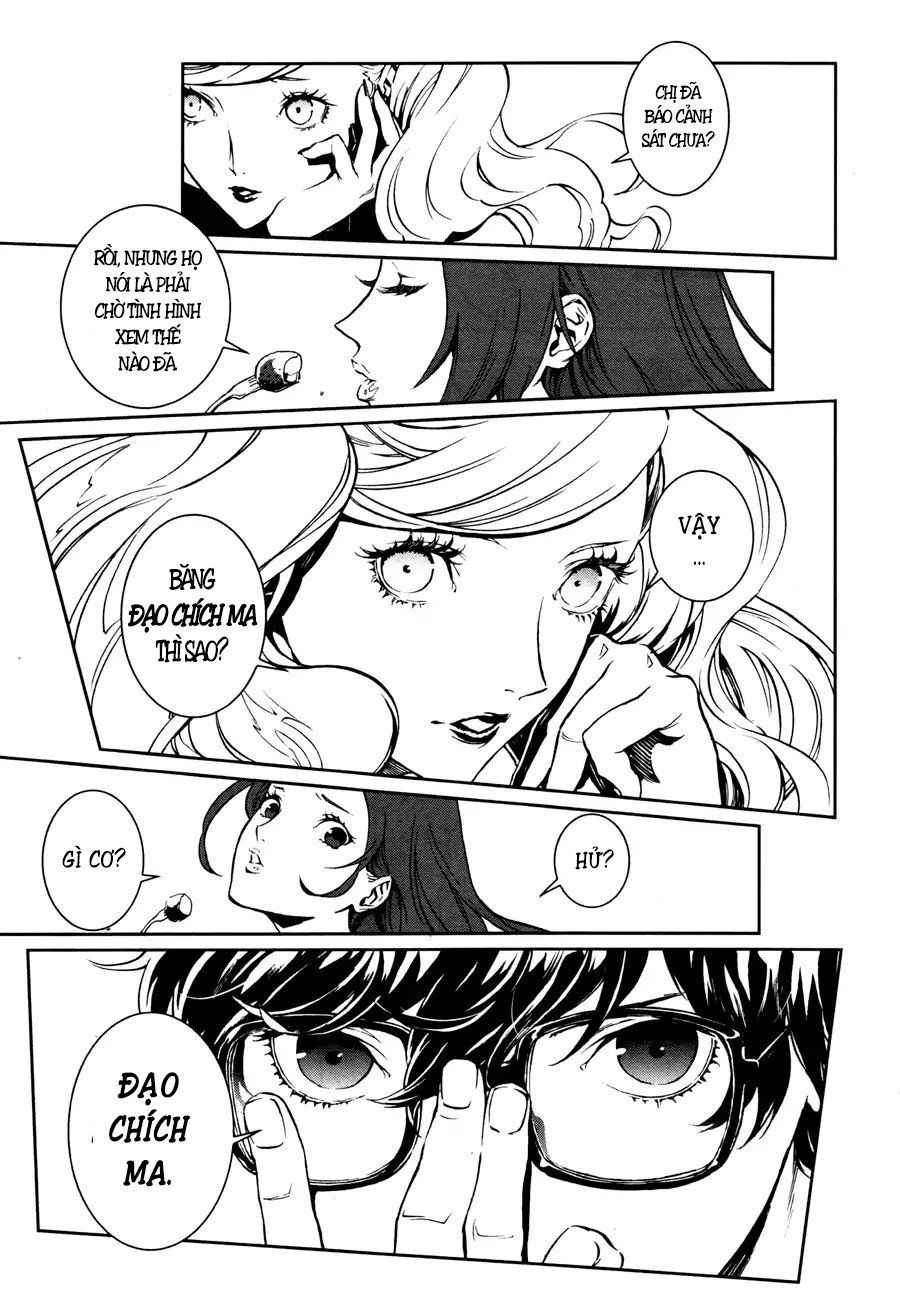 CHỊ ĐÃ
BÁO CẢNH
SÁT CHƯA?
RỒI, NHƯNG HỌ
NÓI LÀ PHẢI
CHỜ TÌNH HÌNH
XEM THẾ
NÀO ĐÃ
VẬY
...
BĂNG
ĐẠO CHÍCH MA
THÌ SAO?
HỬ?
GÌ CƠ?
ĐẠO
CHÍCH
MA.